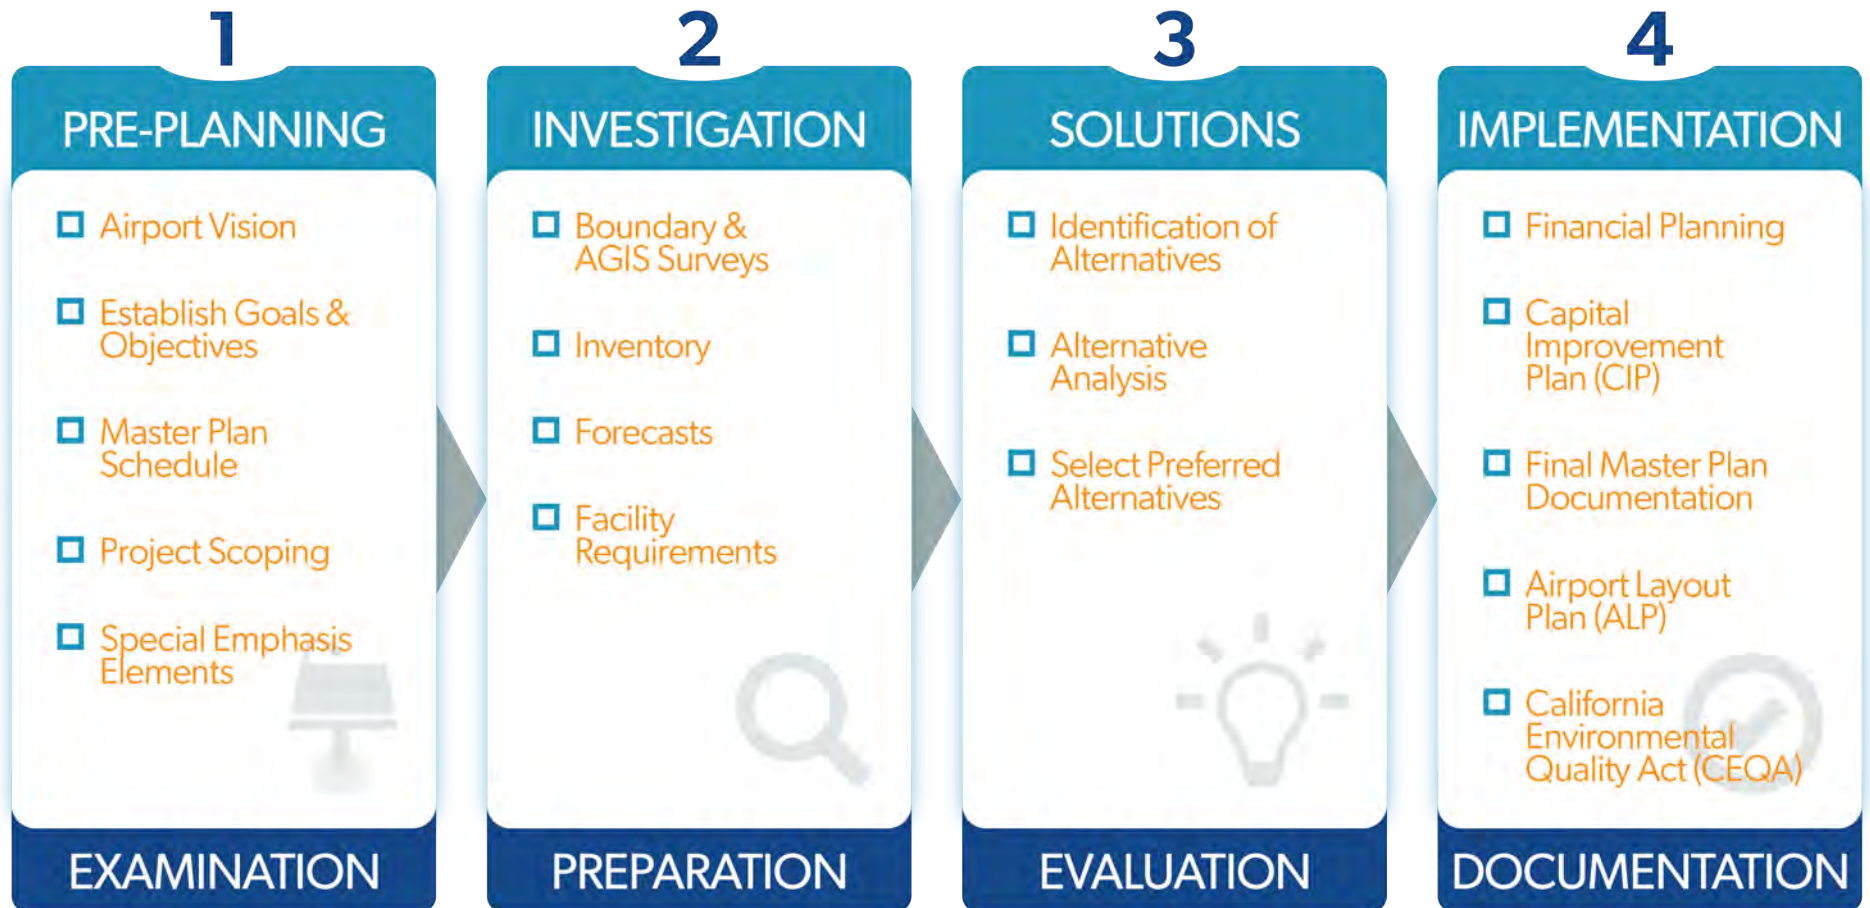 1
PRE-PLANNING
Airport Vision
Establish Goals &
Objectives
Master Plan
Schedule
Project Scoping
Special Emphasis
Elements
EXAMINATION
2
INVESTIGATION
Boundary &
AGIS Surveys
Inventory
Forecasts
Facility
Requirements
PREPARATION
3
SOLUTIONS
Identification of
Alternatives
Alternative
Analysis
Select Preferred
Alternatives
EVALUATION
4
IMPLEMENTATION
Financial Planning
Capital
Improvement
Plan (CIP)
Final Master Plan
Documentation
Airport Layout
Plan (ALP)
California
Environmental
Quality Act (CEQA)
DOCUMENTATION